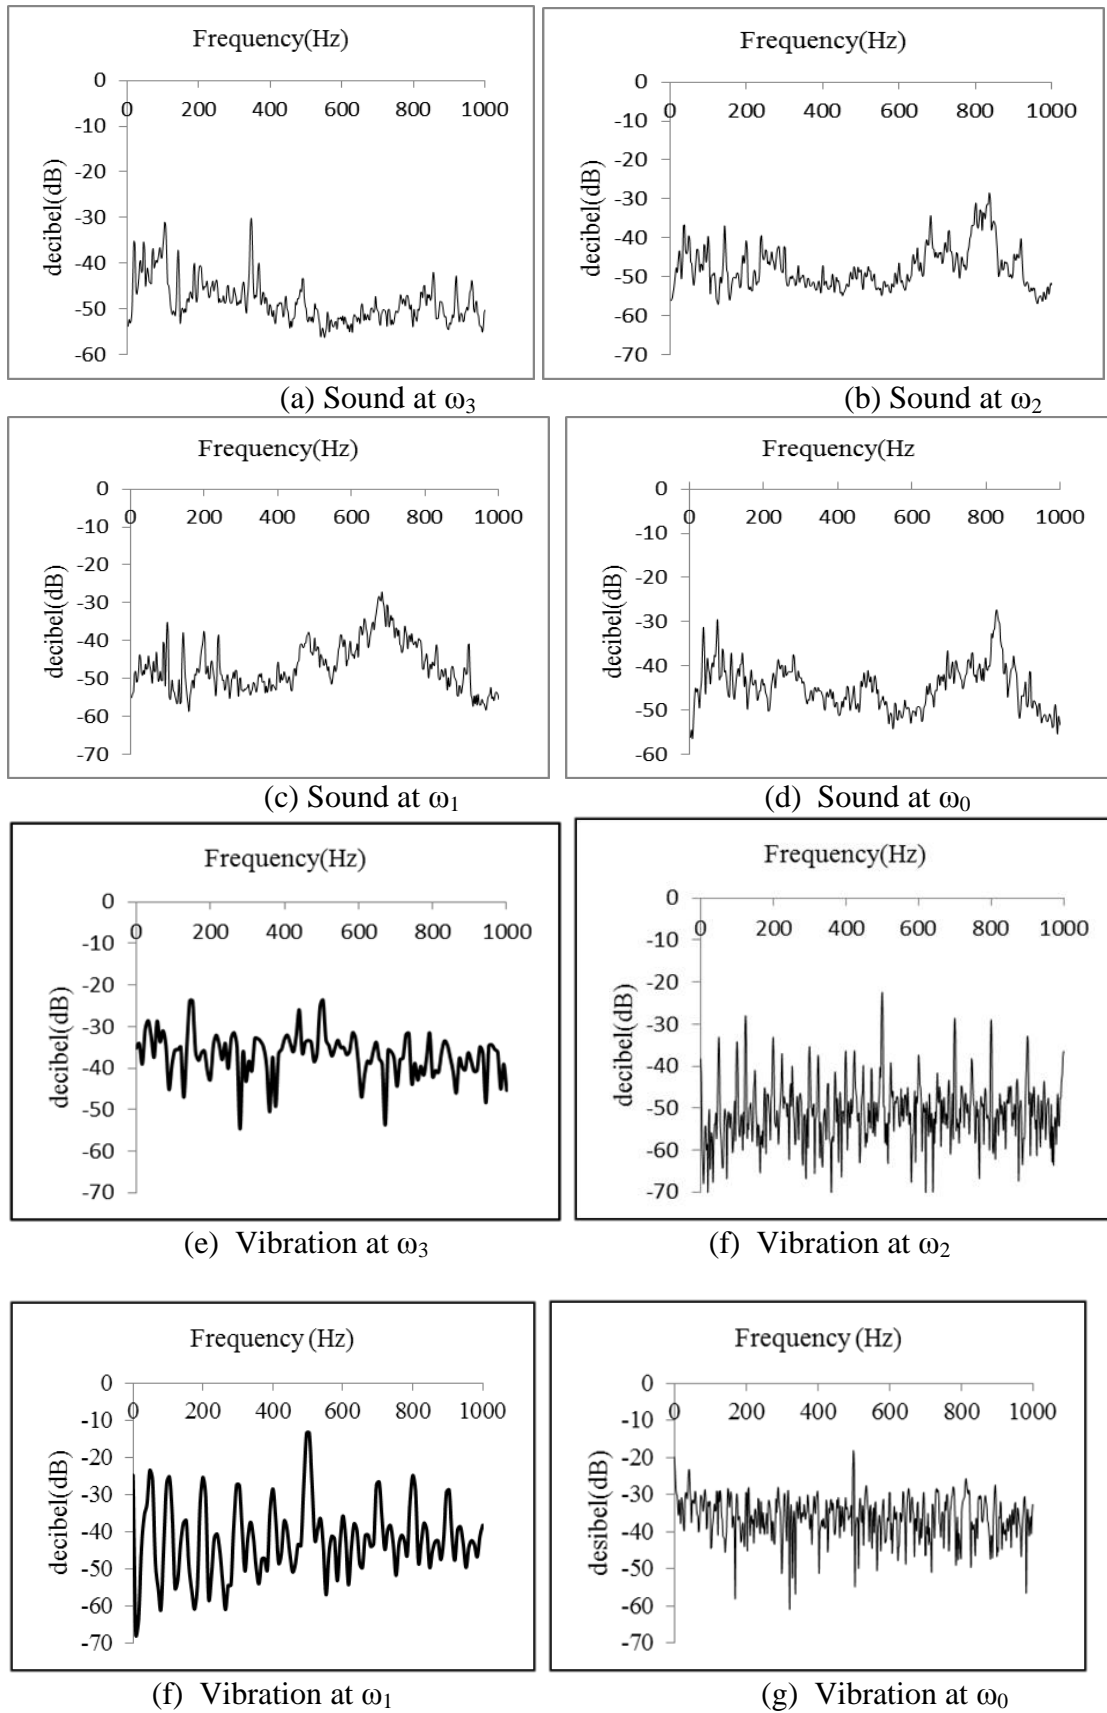 Frequency(Hz)
0
0 200 400 600 800 1000
-10
-20
-30
-40
-50
-60
decibel(dB)
(a) Sound at ω3
Frequency(Hz)
0
0 200 400 600 800 1000
-10
-20
-30
-40
-50
-60
-70
decibel(dB)
(b) Sound at ω2
Frequency(Hz)
0
0 200 400 600 800 1000
-10
-20
-30
-40
-50
-60
-70
decibel(dB)
(c) Sound at ω1
Frequency(Hz
0
0 200 400 600 800 1000
-10
-20
-30
-40
-50
-60
decibel(dB)
(d) Sound at ω0
Frequency(Hz)
0
0 200 400 600 800 1000
-10
-20
-30
-40
-50
-60
-70
decibel(dB)
(e) Vibration at ω3
Frequency(Hz)
0
0 200 400 600 800 1000
-10
-20
-30
-40
-50
-60
-70
decibel(dB)
(f) Vibration at ω2
Frequency (Hz)
0
0 200 400 600 800 1000
-10
-20
-30
-40
-50
-60
-70
decibel(dB)
(f) Vibration at ω1
Frequency (Hz)
0
0 200 400 600 800 1000
-10
-20
-30
-40
-50
-60
-70
desibel(dB)
(g) Vibration at ω0